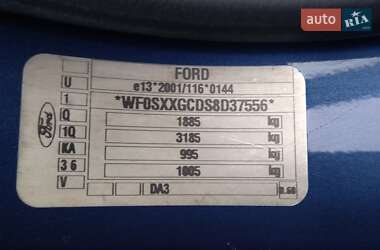 auto RIA
FORD
e13*2001/116*0144
*WF0SXXGCDS8D37556*
1885 kg
3185 kg
995 kg
1005 kg
DA3
U
1
Q
1Q
KA
3 6
V
Ford